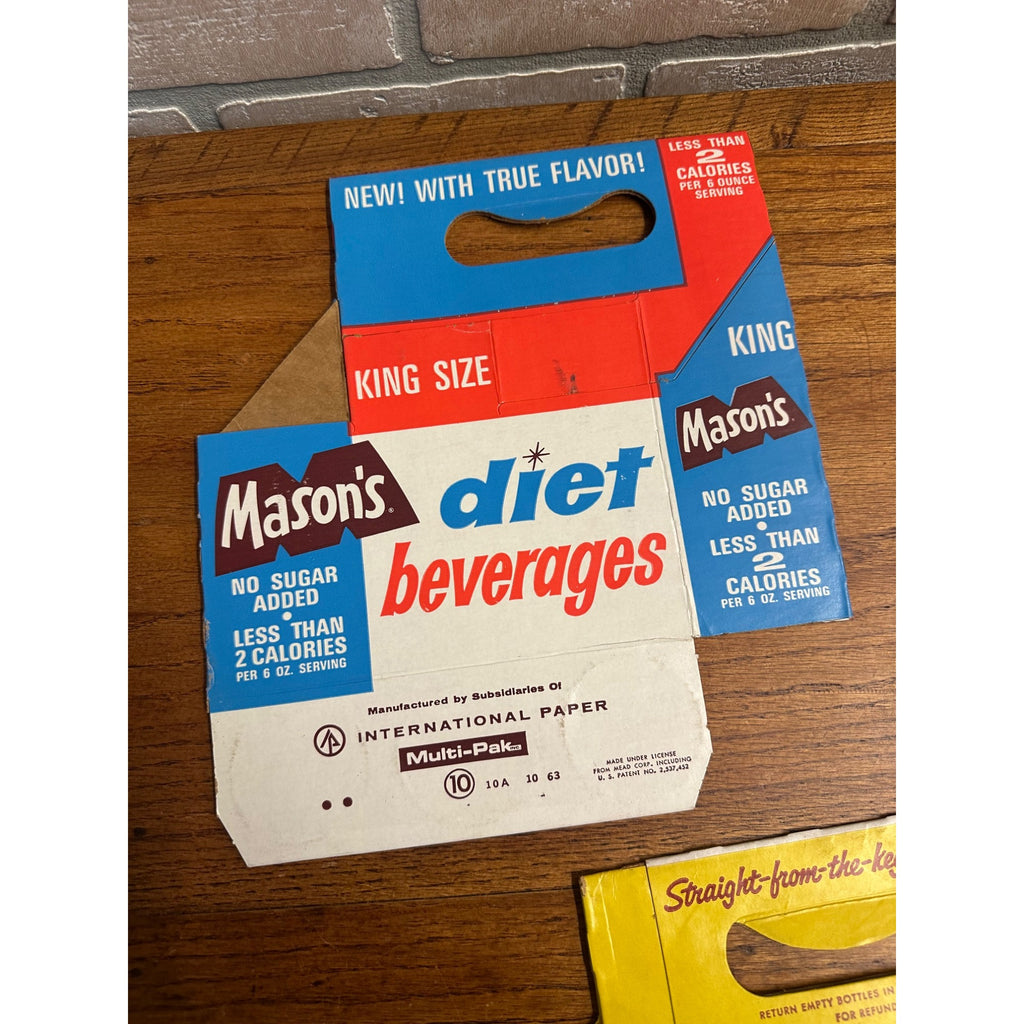 NEW! WITH TRUE FLAVOR!
LESS THAN
2
CALORIES
PER 6 OUNCE
SERVING
KING SIZE
KING
Mason's®
diet
beverages
NO SUGAR
ADDED
•
LESS THAN
2 CALORIES
PER 6 OZ. SERVING
Mason's
NO SUGAR
ADDED
•
LESS THAN
2
CALORIES
PER 6 OZ. SERVING
Manufactured by Subsidiaries Of
INTERNATIONAL PAPER
Multi-Pak INC
10 10A 10 63
MADE UNDER LICENSE
FROM MEAD CORP., INCLUDING
U. S. PATENT NO. 2,537,452
Straight-from-the-keg
RETURN EMPTY BOTTLES IN
FOR REFUND